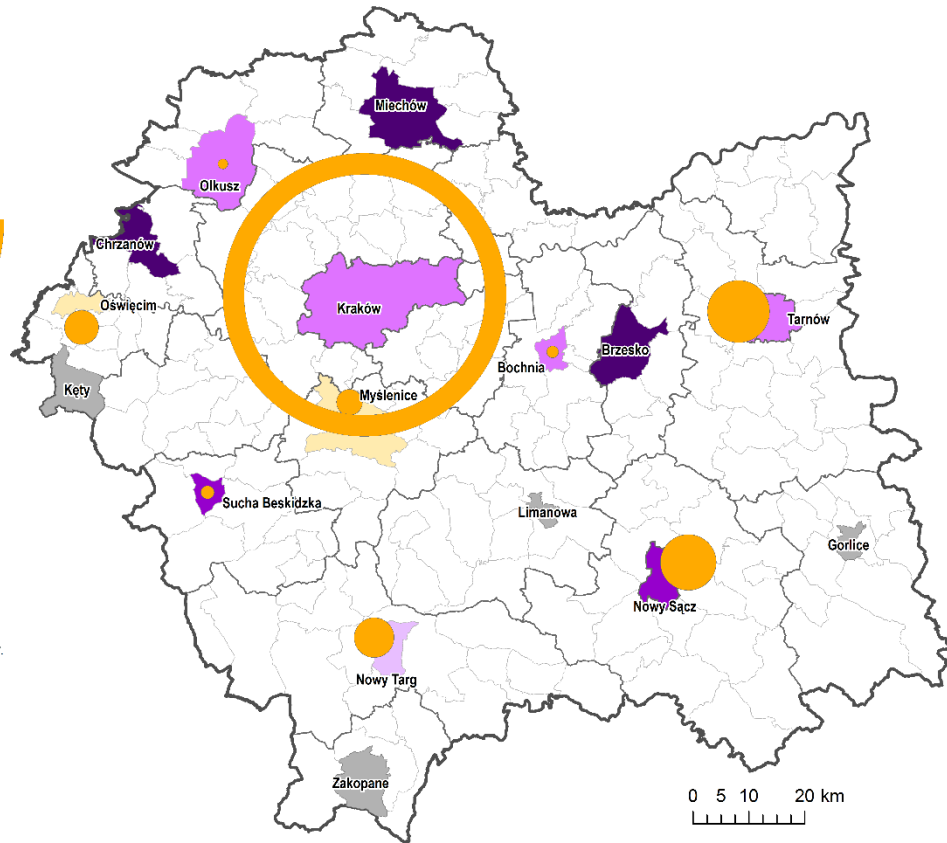 Miechów
Olkusz
Chrzanów
Oświęcim
Kraków
Tarnów
Brzesko
Bochnia
Kęty
Myślenice
Sucha Beskidzka
Limanowa
Gorlice
Nowy Sącz
Nowy Targ
Zakopane
0 5 10 20 km